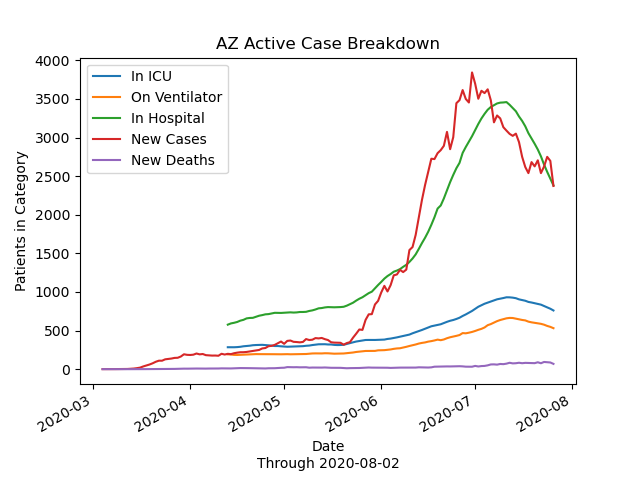 AZ Active Case Breakdown
In ICU
On Ventilator
In Hospital
New Cases
New Deaths
Patients in Category
4000
3500
3000
2500
2000
1500
1000
500
0
2020-03
2020-04
2020-05
2020-06
2020-07
2020-08
Date
Through 2020-08-02